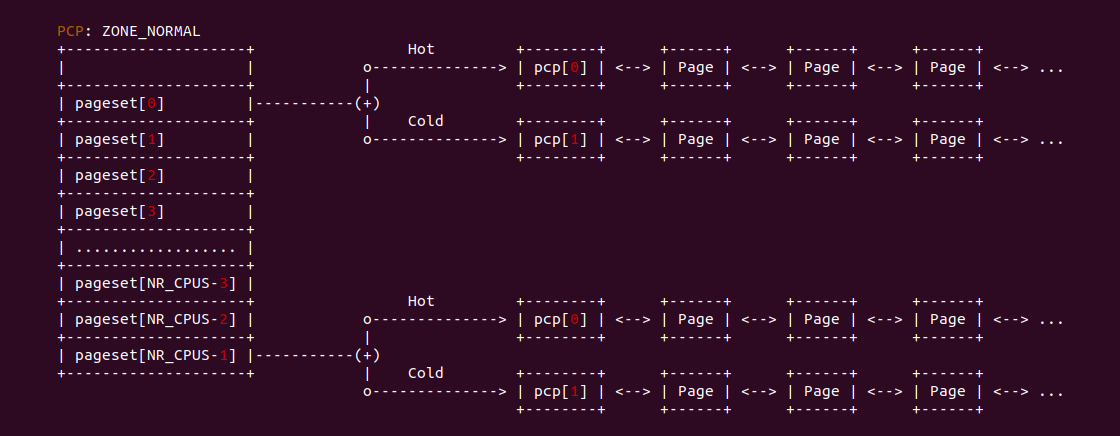 PCP: ZONE_NORMAL
+--------------------+                 Hot         +--------+      +------+      +------+      +------+
|                    |            o--------------> | pcp[0] | <--> | Page | <--> | Page | <--> | Page | <--> ...
+--------------------+            |                +--------+      +------+      +------+      +------+
| pageset[0]         |-----------(+)
+--------------------+            |    Cold        +--------+      +------+      +------+      +------+
| pageset[1]         |            o--------------> | pcp[1] | <--> | Page | <--> | Page | <--> | Page | <--> ...
+--------------------+                             +--------+      +------+      +------+      +------+
| pageset[2]         |
+--------------------+
| pageset[3]         |
+--------------------+
| .................. |
+--------------------+
| pageset[NR_CPUS-3] |
+--------------------+                 Hot         +--------+      +------+      +------+      +------+
| pageset[NR_CPUS-2] |            o--------------> | pcp[0] | <--> | Page | <--> | Page | <--> | Page | <--> ...
+--------------------+            |                +--------+      +------+      +------+      +------+
| pageset[NR_CPUS-1] |-----------(+)
+--------------------+            |    Cold        +--------+      +------+      +------+      +------+
                                  o--------------> | pcp[1] | <--> | Page | <--> | Page | <--> | Page | <--> ...
                                                   +--------+      +------+      +------+      +------+